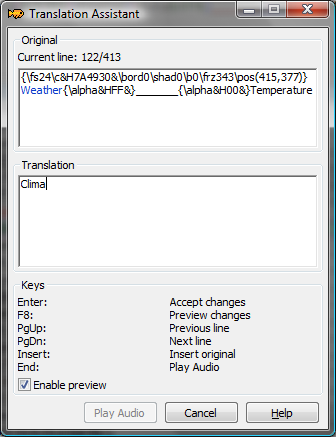 Translation Assistant
Original
Current line: 122/413
{\fs24\c&H7A4930&\bord0\shad0\b0\frz343\pos(415,377)}
Weather{\alpha&HFF&}________{\alpha&H00&}Temperature
Translation
Clima
Keys
Enter: Accept changes
F8: Preview changes
PgUp: Previous line
PgDn: Next line
Insert: Insert original
End: Play Audio
Enable preview
Play Audio Cancel Help